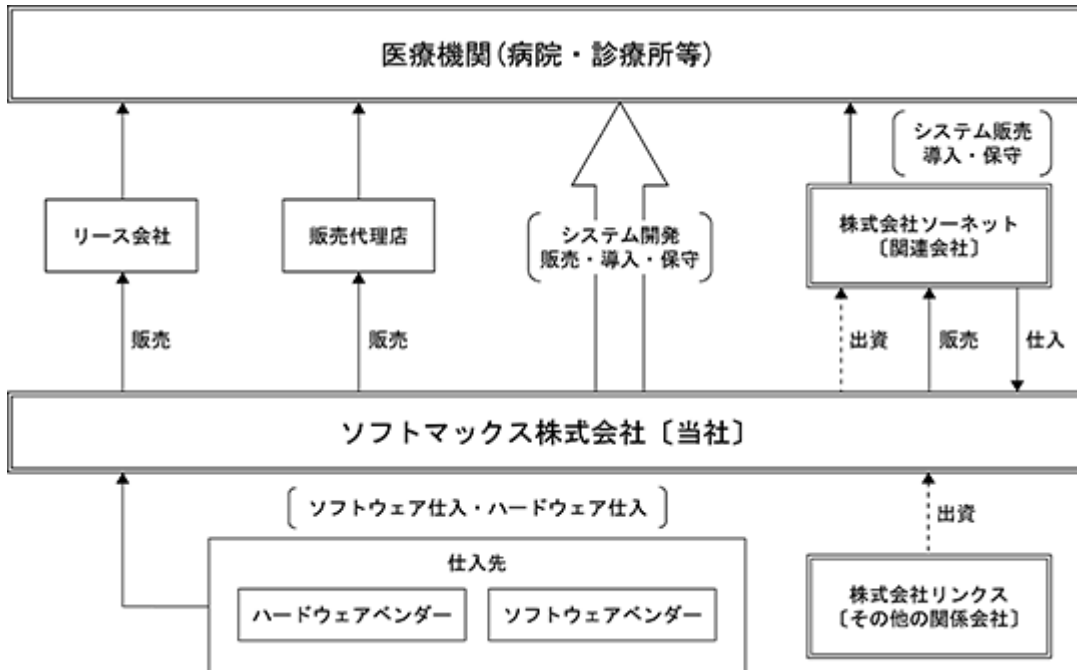 医療機関(病院・診療所等)
システム販売
導入・保守
リース会社
販売代理店
システム開発
販売・導入・保守
株式会社ソーネット
〔関連会社〕
販売
販売
出資
販売
仕入
ソフトマックス株式会社〔当社〕
ソフトウェア仕入・ハードウェア仕入
出資
仕入先
ハードウェアベンダー
ソフトウェアベンダー
株式会社リンクス
〔その他の関係会社〕